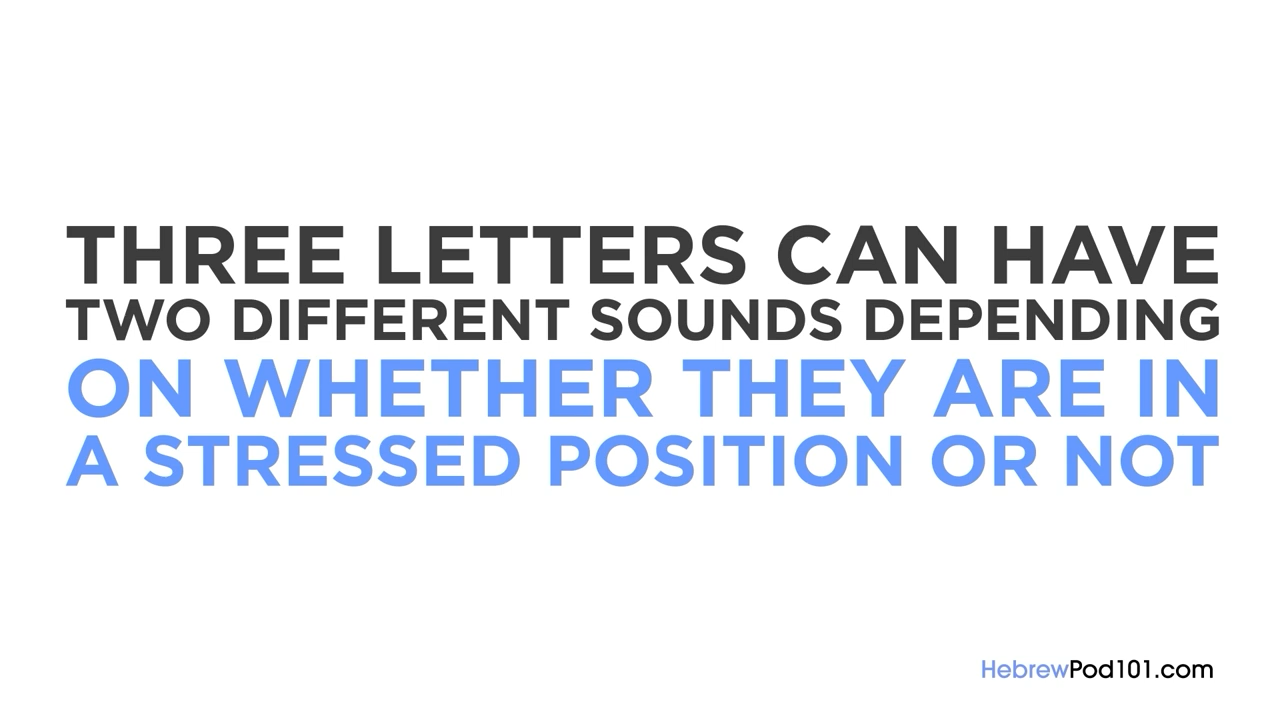 THREE LETTERS CAN HAVE
TWO DIFFERENT SOUNDS DEPENDING
ON WHETHER THEY ARE IN
A STRESSED POSITION OR NOT
HebrewPod101.com